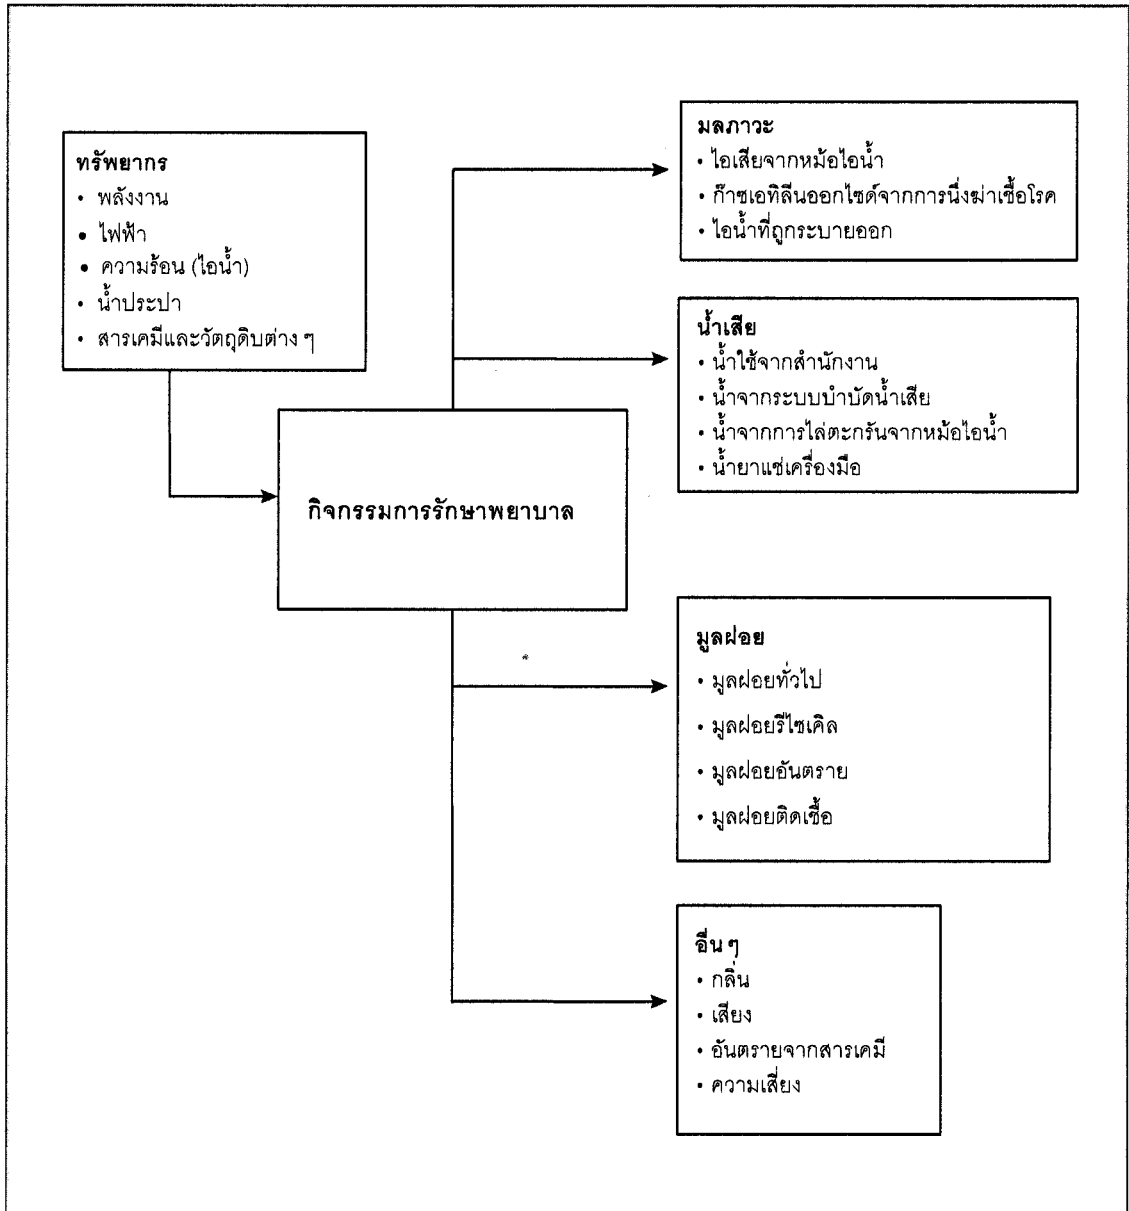 ทรัพยากร
• พลังงาน
• ไฟฟ้า
• ความร้อน (ไอน้ำ)
• น้ำประปา
• สารเคมีและวัตถุดิบต่าง ๆ
กิจกรรมการรักษาพยาบาล
มลภาวะ
• ไอเสียจากหม้อไอน้ำ
• ก๊าซเอทิลีนออกไซด์จากการนึ่งฆ่าเชื้อโรค
• ไอน้ำที่ถูกระบายออก
น้ำเสีย
• น้ำใช้จากสำนักงาน
• น้ำจากระบบบำบัดน้ำเสีย
• น้ำจากการไล่ตะกรันจากหม้อไอน้ำ
• น้ำยาแช่เครื่องมือ
มูลฝอย
• มูลฝอยทั่วไป
• มูลฝอยรีไซเคิล
• มูลฝอยอันตราย
• มูลฝอยติดเชื้อ
อื่น ๆ
• กลิ่น
• เสียง
• อันตรายจากสารเคมี
• ความเสี่ยง